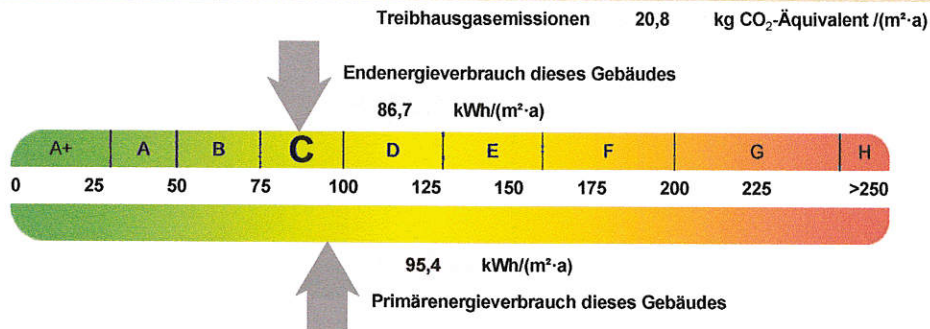 Treibhausgasemissionen 20,8 kg CO₂-Äquivalent /(m²·a)
Endenergieverbrauch dieses Gebäudes
86,7 kWh/(m²·a)
A+ A B C D E F G H
0 25 50 75 100 125 150 175 200 225 >250
95,4 kWh/(m²·a)
Primärenergieverbrauch dieses Gebäudes